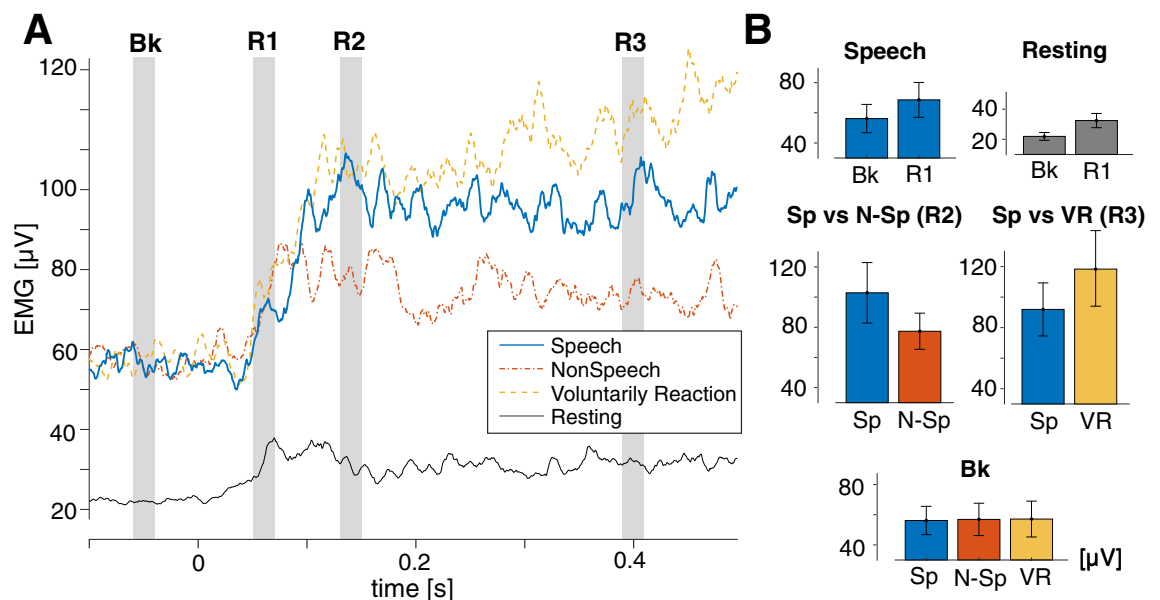 A
Bk R1 R2 R3
120
100
80
60
40
20
EMG [µV]
0 0.2 0.4
time [s]
Speech
NonSpeech
Voluntarily Reaction
Resting
B
Speech
80
40
Bk R1
Resting
40
20
Bk R1
Sp vs N-Sp (R2)
120
80
40
Sp N-Sp
Sp vs VR (R3)
120
80
40
Sp VR
Bk
80
40
Sp N-Sp VR
[µV]